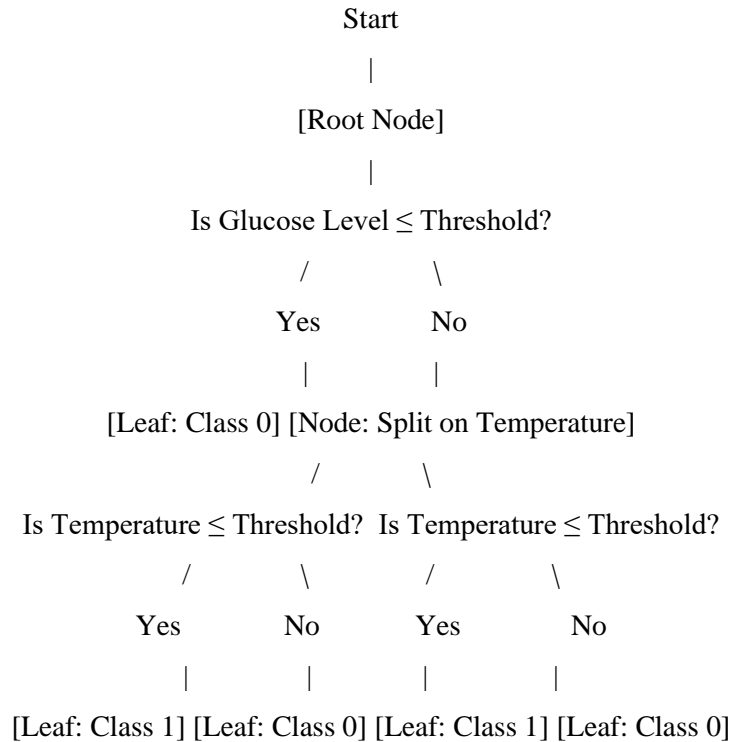 Start
|
[Root Node]
|
Is Glucose Level ≤ Threshold?
/ \
Yes No
| |
[Leaf: Class 0] [Node: Split on Temperature]
/ \
Is Temperature ≤ Threshold? Is Temperature ≤ Threshold?
/ \ / \
Yes No Yes No
| | | |
[Leaf: Class 1] [Leaf: Class 0] [Leaf: Class 1] [Leaf: Class 0]